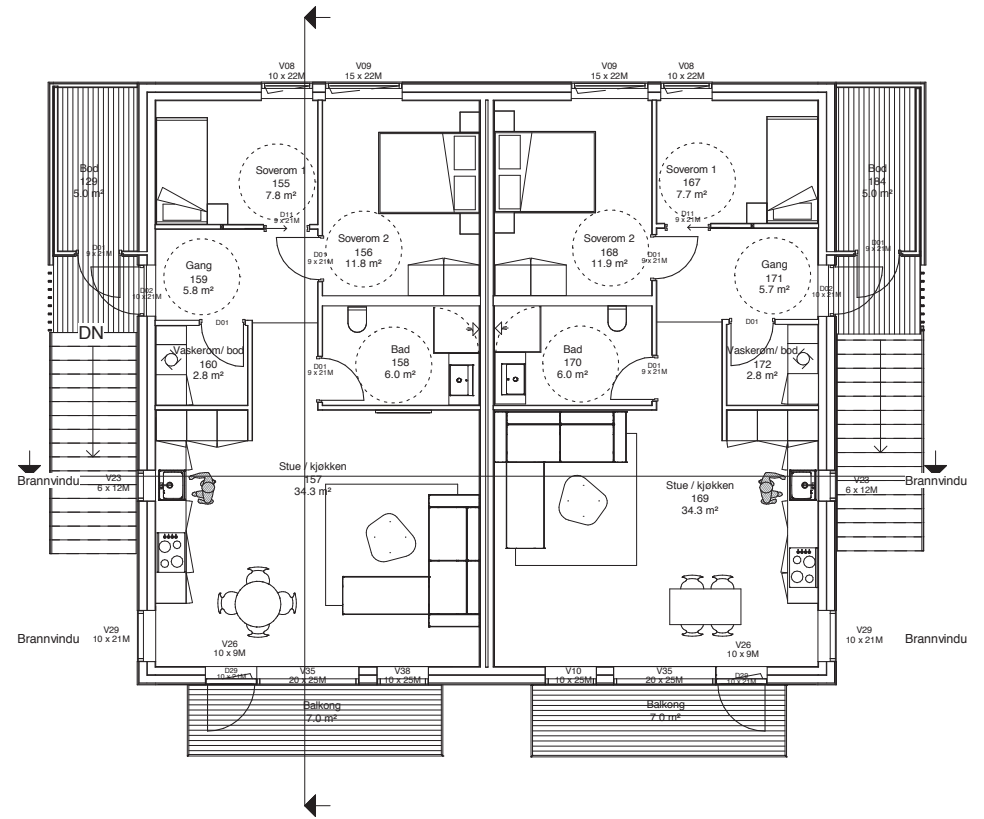 V08
10 x 22M
V09
15 x 22M
V09
15 x 22M
V08
10 x 22M
Bod
129
5.0 m²
Soverom 1
155
7.8 m²
Soverom 1
167
7.7 m²
Bod
184
5.0 m²
D11
9 x 21M
D11
9 x 21M
Soverom 2
156
11.8 m²
Soverom 2
168
11.9 m²
D01
9 x 21M
D01
9 x 21M
D01
9 x 21M
D01
9 x 21M
Gang
159
5.8 m²
Gang
171
5.7 m²
D02
10 x 21M
D02
10 x 21M
DN
D01
D01
Vaskerom/ bod
160
2.8 m²
Bad
158
6.0 m²
Bad
170
6.0 m²
Vaskerom/ bod
172
2.8 m²
D01
9 x 21M
D01
9 x 21M
Stue / kjøkken
157
34.3 m²
Stue / kjøkken
169
34.3 m²
Brannvindu
V23
6 x 12M
V23
6 x 12M
Brannvindu
Brannvindu
V29
10 x 21M
V29
10 x 21M
Brannvindu
V26
10 x 9M
V26
10 x 9M
D29
10 x 21M
V35
20 x 25M
V38
10 x 25M
V10
10 x 25M
V35
20 x 25M
D29
10 x 21M
Balkong
7.0 m²
Balkong
7.0 m²